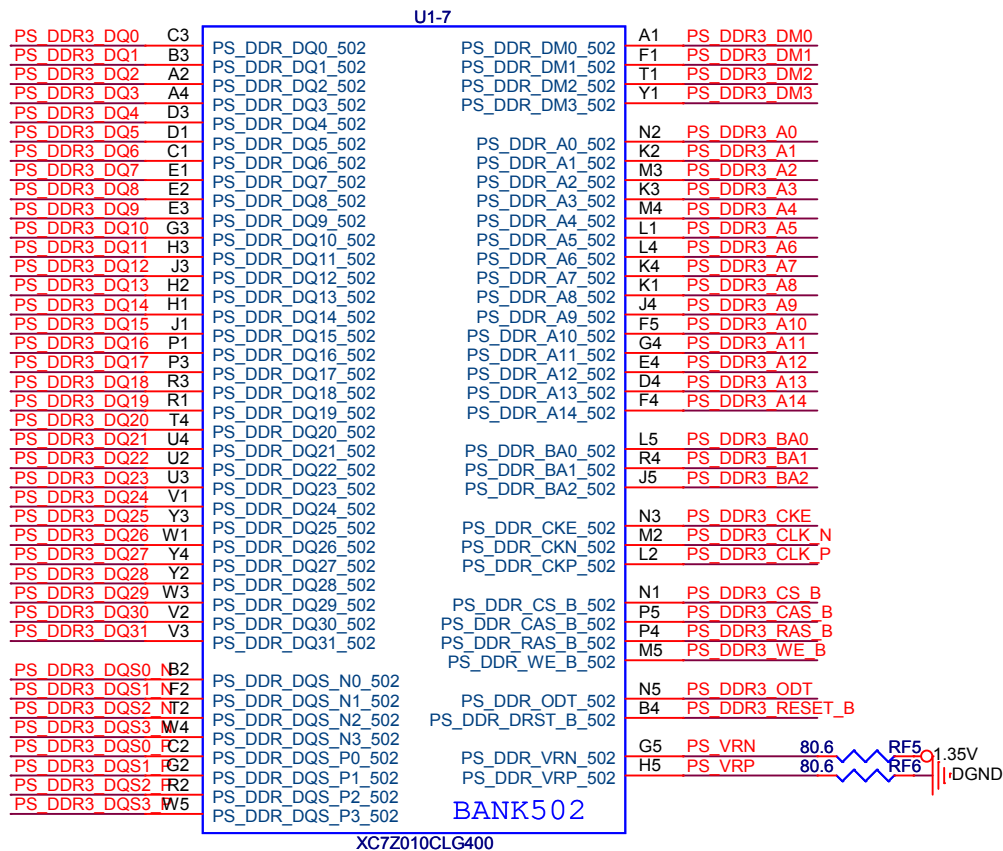 U1-7
PS_DDR3_DQ0 C3 PS_DDR_DQ0_502 PS_DDR_DM0_502 A1 PS_DDR3_DM0
PS_DDR3_DQ1 B3 PS_DDR_DQ1_502 PS_DDR_DM1_502 F1 PS_DDR3_DM1
PS_DDR3_DQ2 A2 PS_DDR_DQ2_502 PS_DDR_DM2_502 T1 PS_DDR3_DM2
PS_DDR3_DQ3 A4 PS_DDR_DQ3_502 PS_DDR_DM3_502 Y1 PS_DDR3_DM3
PS_DDR3_DQ4 D3 PS_DDR_DQ4_502
PS_DDR3_DQ5 D1 PS_DDR_DQ5_502 PS_DDR_A0_502 N2 PS_DDR3_A0
PS_DDR3_DQ6 C1 PS_DDR_DQ6_502 PS_DDR_A1_502 K2 PS_DDR3_A1
PS_DDR3_DQ7 E1 PS_DDR_DQ7_502 PS_DDR_A2_502 M3 PS_DDR3_A2
PS_DDR3_DQ8 E2 PS_DDR_DQ8_502 PS_DDR_A3_502 K3 PS_DDR3_A3
PS_DDR3_DQ9 E3 PS_DDR_DQ9_502 PS_DDR_A4_502 M4 PS_DDR3_A4
PS_DDR3_DQ10 G3 PS_DDR_DQ10_502 PS_DDR_A5_502 L1 PS_DDR3_A5
PS_DDR3_DQ11 H3 PS_DDR_DQ11_502 PS_DDR_A6_502 L4 PS_DDR3_A6
PS_DDR3_DQ12 J3 PS_DDR_DQ12_502 PS_DDR_A7_502 K4 PS_DDR3_A7
PS_DDR3_DQ13 H2 PS_DDR_DQ13_502 PS_DDR_A8_502 K1 PS_DDR3_A8
PS_DDR3_DQ14 H1 PS_DDR_DQ14_502 PS_DDR_A9_502 J4 PS_DDR3_A9
PS_DDR3_DQ15 J1 PS_DDR_DQ15_502 PS_DDR_A10_502 F5 PS_DDR3_A10
PS_DDR3_DQ16 P1 PS_DDR_DQ16_502 PS_DDR_A11_502 G4 PS_DDR3_A11
PS_DDR3_DQ17 P3 PS_DDR_DQ17_502 PS_DDR_A12_502 E4 PS_DDR3_A12
PS_DDR3_DQ18 R3 PS_DDR_DQ18_502 PS_DDR_A13_502 D4 PS_DDR3_A13
PS_DDR3_DQ19 R1 PS_DDR_DQ19_502 PS_DDR_A14_502 F4 PS_DDR3_A14
PS_DDR3_DQ20 T4 PS_DDR_DQ20_502
PS_DDR3_DQ21 U4 PS_DDR_DQ21_502 PS_DDR_BA0_502 L5 PS_DDR3_BA0
PS_DDR3_DQ22 U2 PS_DDR_DQ22_502 PS_DDR_BA1_502 R4 PS_DDR3_BA1
PS_DDR3_DQ23 U3 PS_DDR_DQ23_502 PS_DDR_BA2_502 J5 PS_DDR3_BA2
PS_DDR3_DQ24 V1 PS_DDR_DQ24_502
PS_DDR3_DQ25 Y3 PS_DDR_DQ25_502 PS_DDR_CKE_502 N3 PS_DDR3_CKE
PS_DDR3_DQ26 W1 PS_DDR_DQ26_502 PS_DDR_CKN_502 M2 PS_DDR3_CLK_N
PS_DDR3_DQ27 Y4 PS_DDR_DQ27_502 PS_DDR_CKP_502 L2 PS_DDR3_CLK_P
PS_DDR3_DQ28 Y2 PS_DDR_DQ28_502
PS_DDR3_DQ29 W3 PS_DDR_DQ29_502 PS_DDR_CS_B_502 N1 PS_DDR3_CS_B
PS_DDR3_DQ30 V2 PS_DDR_DQ30_502 PS_DDR_CAS_B_502 P5 PS_DDR3_CAS_B
PS_DDR3_DQ31 V3 PS_DDR_DQ31_502 PS_DDR_RAS_B_502 P4 PS_DDR3_RAS_B
PS_DDR_WE_B_502 M5 PS_DDR3_WE_B
PS_DDR3_DQS0_N B2 PS_DDR_DQS_N0_502
PS_DDR3_DQS1_N F2 PS_DDR_DQS_N1_502 PS_DDR_ODT_502 N5 PS_DDR3_ODT
PS_DDR3_DQS2_N T2 PS_DDR_DQS_N2_502 PS_DDR_DRST_B_502 B4 PS_DDR3_RESET_B
PS_DDR3_DQS3_N W4 PS_DDR_DQS_N3_502
PS_DDR3_DQS0_P C2 PS_DDR_DQS_P0_502 PS_DDR_VRN_502 G5 PS_VRN 80.6 RF5 1.35V
PS_DDR3_DQS1_P G2 PS_DDR_DQS_P1_502 PS_DDR_VRP_502 H5 PS_VRP 80.6 RF6 DGND
PS_DDR3_DQS2_P R2 PS_DDR_DQS_P2_502
PS_DDR3_DQS3_P W5 PS_DDR_DQS_P3_502
BANK502
XC7Z010CLG400